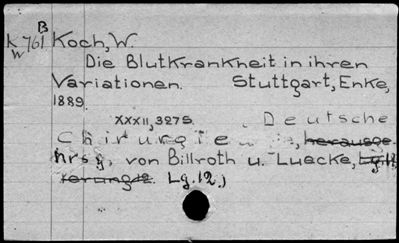 B
K 761 Koch, W.
w
Die Blutkrankheit in ihren
Variationen. Stuttgart, Enke,
1889.
XXXII, 327S. Deutsche
Chirurgie
hrsg. von Billroth u. Luecke,
Lg. 12.)